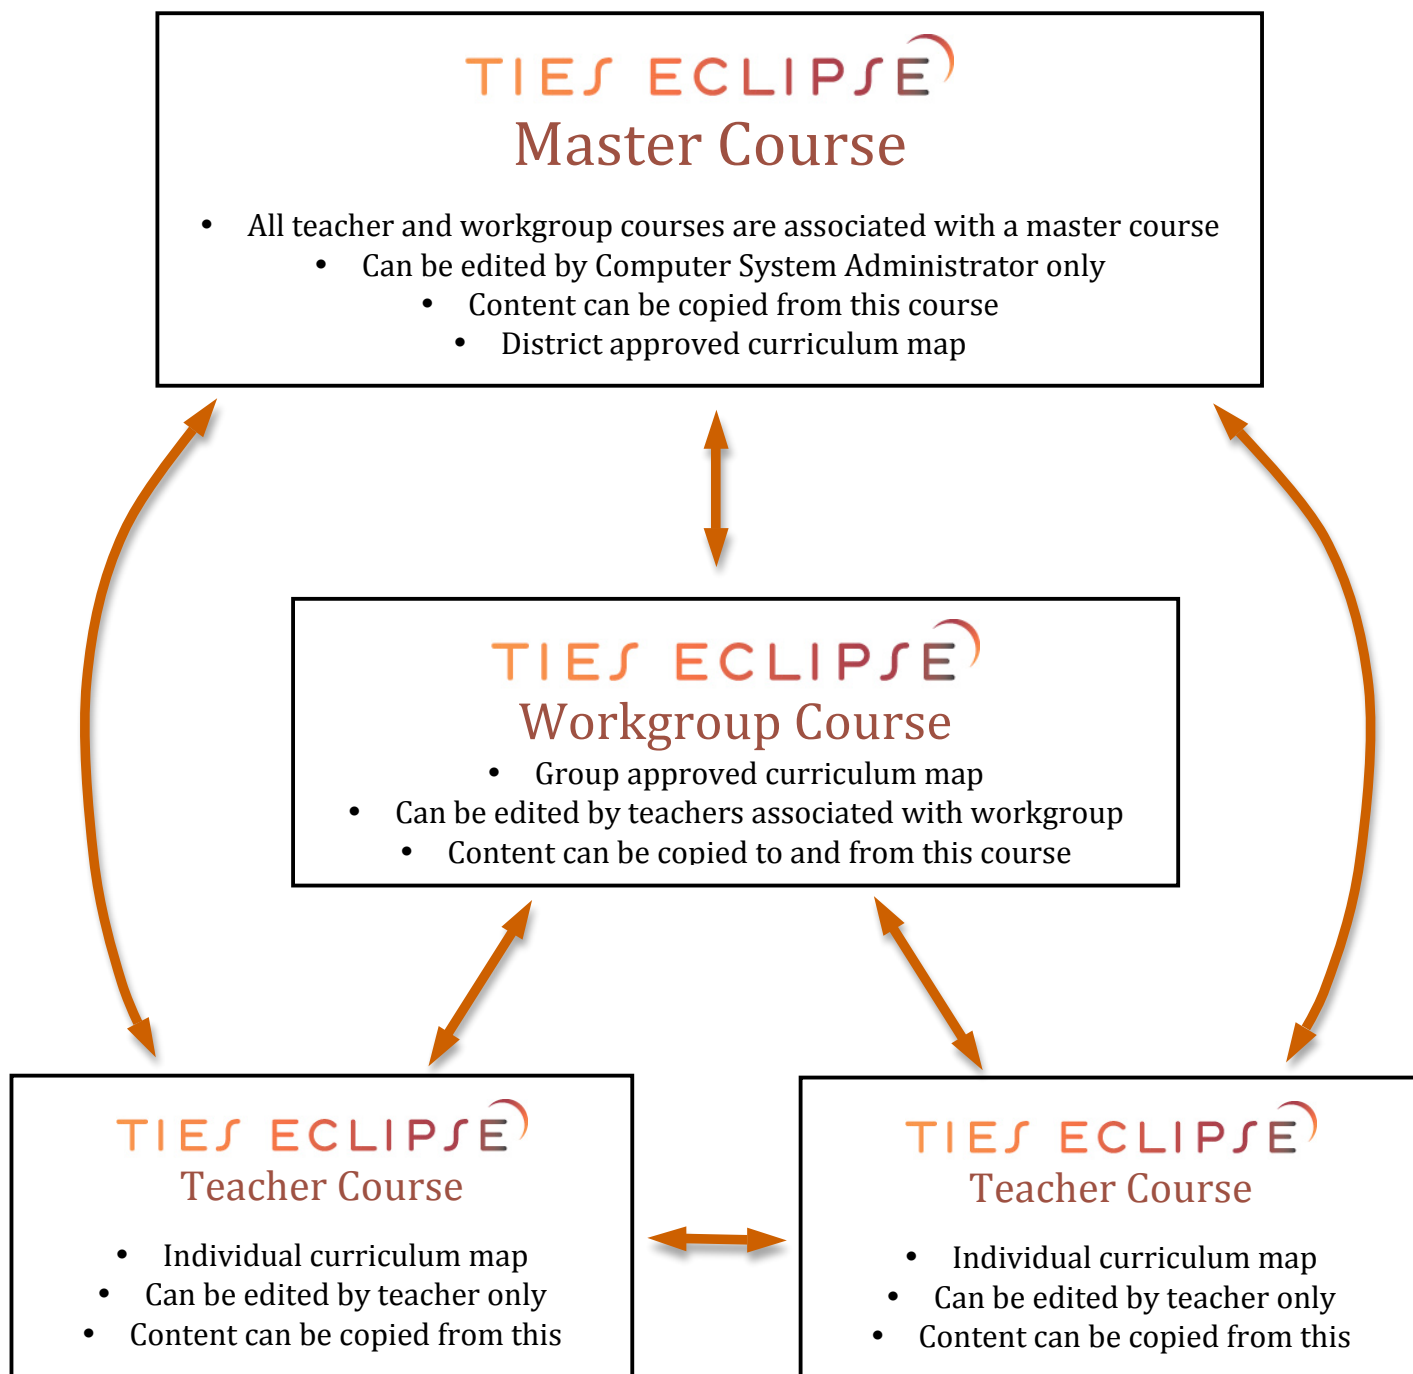 TIES ECLIPSE
Master Course
• All teacher and workgroup courses are associated with a master course
• Can be edited by Computer System Administrator only
• Content can be copied from this course
• District approved curriculum map
TIES ECLIPSE
Workgroup Course
• Group approved curriculum map
• Can be edited by teachers associated with workgroup
• Content can be copied to and from this course
TIES ECLIPSE
Teacher Course
• Individual curriculum map
• Can be edited by teacher only
• Content can be copied from this
TIES ECLIPSE
Teacher Course
• Individual curriculum map
• Can be edited by teacher only
• Content can be copied from this